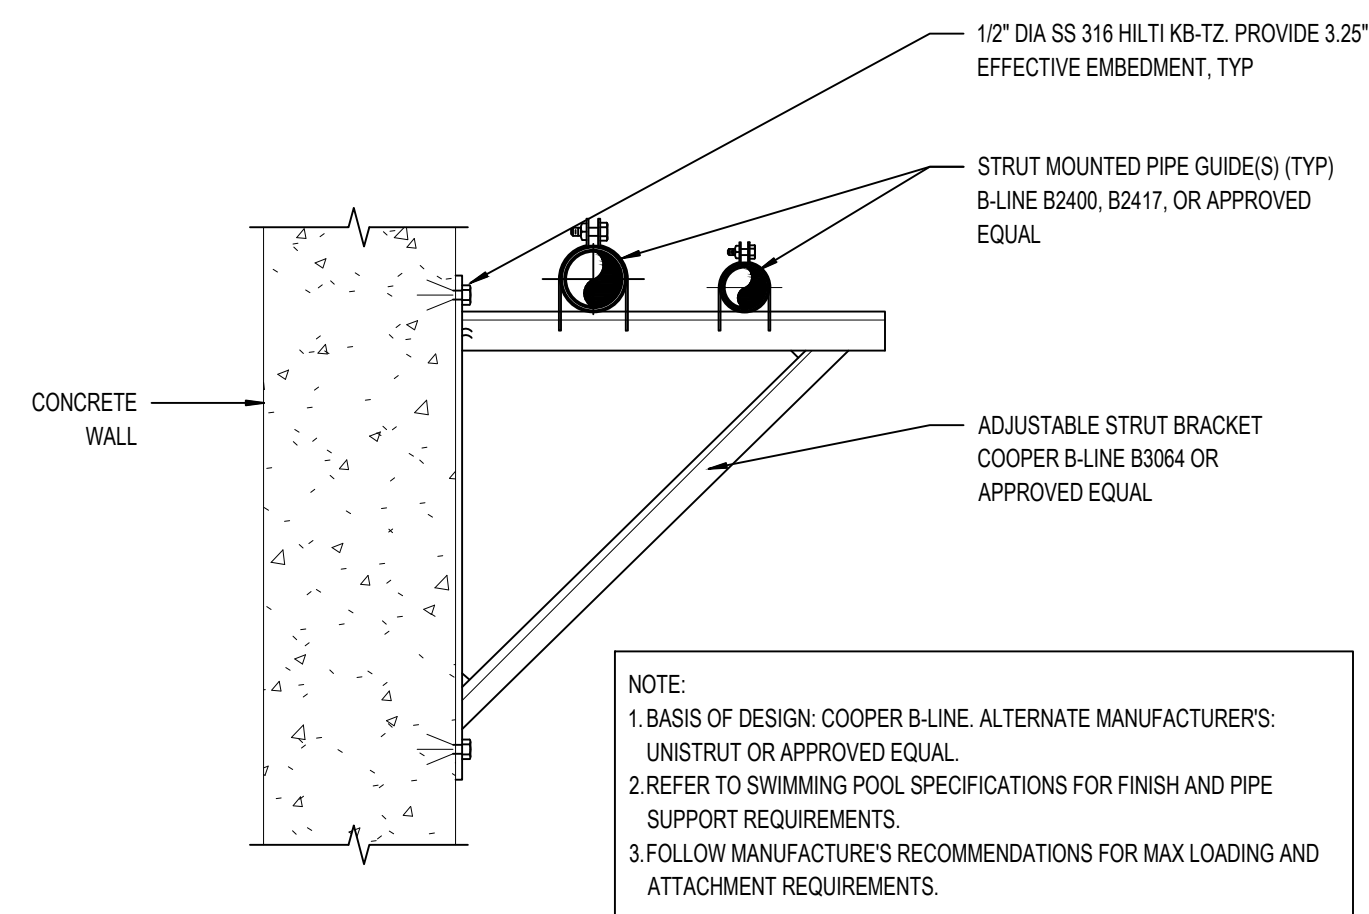 1/2" DIA SS 316 HILTI KB-TZ. PROVIDE 3.25"
EFFECTIVE EMBEDMENT, TYP
STRUT MOUNTED PIPE GUIDE(S) (TYP)
B-LINE B2400, B2417, OR APPROVED
EQUAL
CONCRETE
WALL
ADJUSTABLE STRUT BRACKET
COOPER B-LINE B3064 OR
APPROVED EQUAL
NOTE:
1. BASIS OF DESIGN: COOPER B-LINE. ALTERNATE MANUFACTURER'S:
UNISTRUT OR APPROVED EQUAL.
2. REFER TO SWIMMING POOL SPECIFICATIONS FOR FINISH AND PIPE
SUPPORT REQUIREMENTS.
3. FOLLOW MANUFACTURE'S RECOMMENDATIONS FOR MAX LOADING AND
ATTACHMENT REQUIREMENTS.